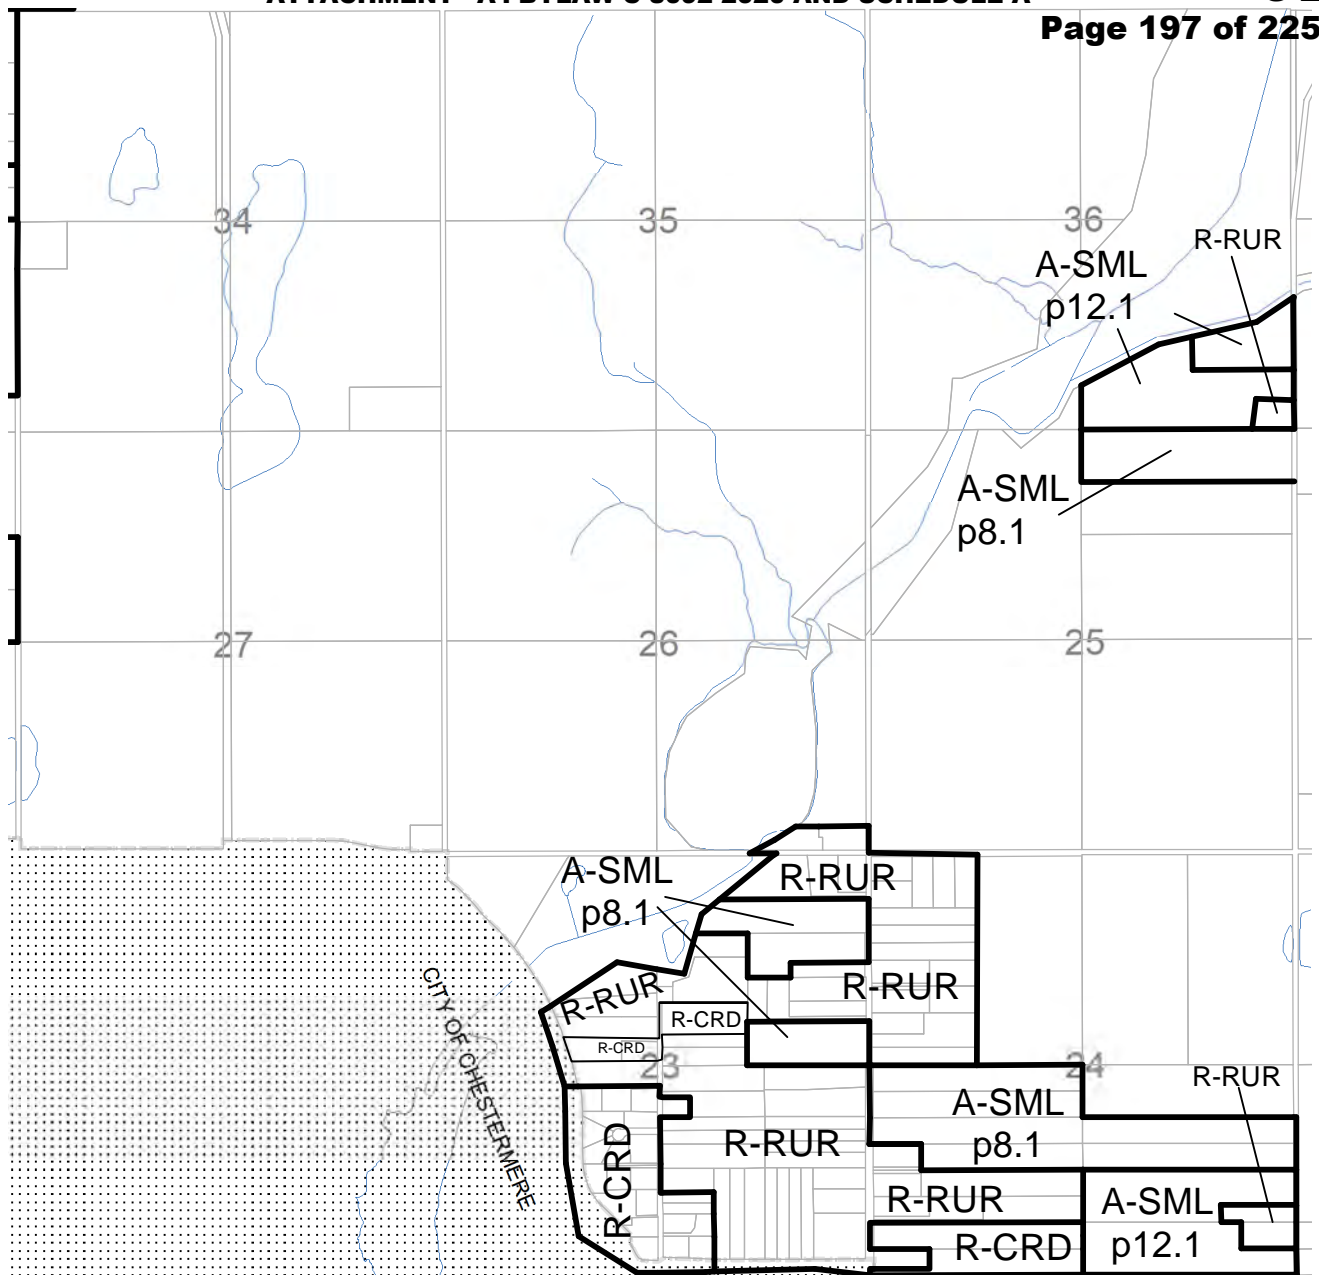 Page 197 of 225
34
35
36
R-RUR
A-SML
p12.1
A-SML
p8.1
27
26
25
A-SML
p8.1
R-RUR
R-RUR
R-RUR
CITY OF CHESTERMERE
R-CRD
R-CRD
23
24
R-RUR
A-SML
p8.1
R-RUR
R-CRD
R-RUR
A-SML
p12.1
R-CRD